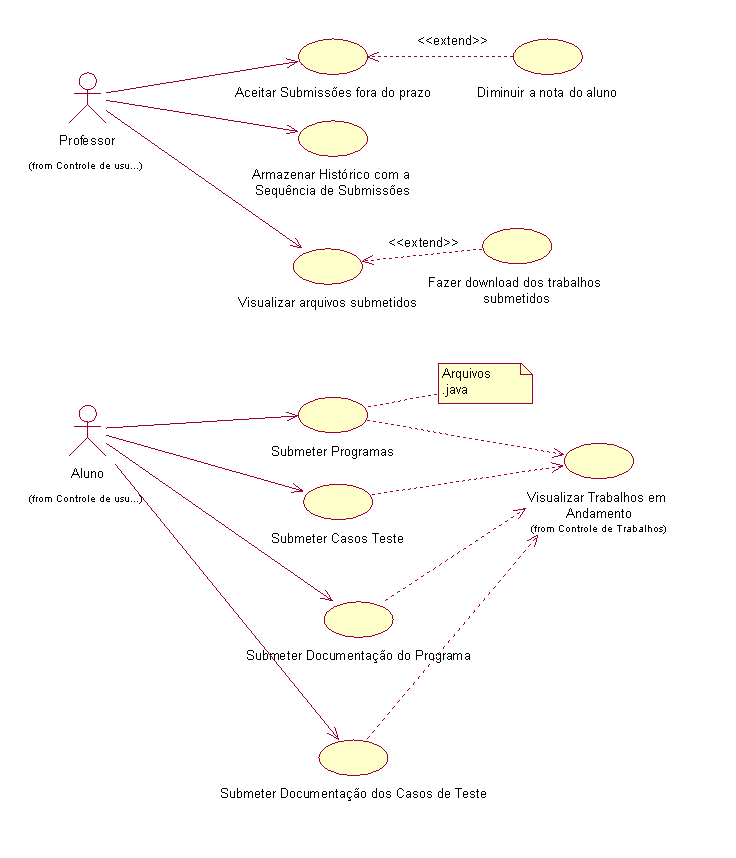 <<extend>>
Aceitar Submissões fora do prazo
Diminuir a nota do aluno
Professor
(from Controle de usu...)
Armazenar Histórico com a
Sequência de Submissões
<<extend>>
Visualizar arquivos submetidos
Fazer download dos trabalhos
submetidos
Arquivos
.java
Submeter Programas
Aluno
(from Controle de usu...)
Visualizar Trabalhos em
Andamento
(from Controle de Trabalhos)
Submeter Casos Teste
Submeter Documentação do Programa
Submeter Documentação dos Casos de Teste